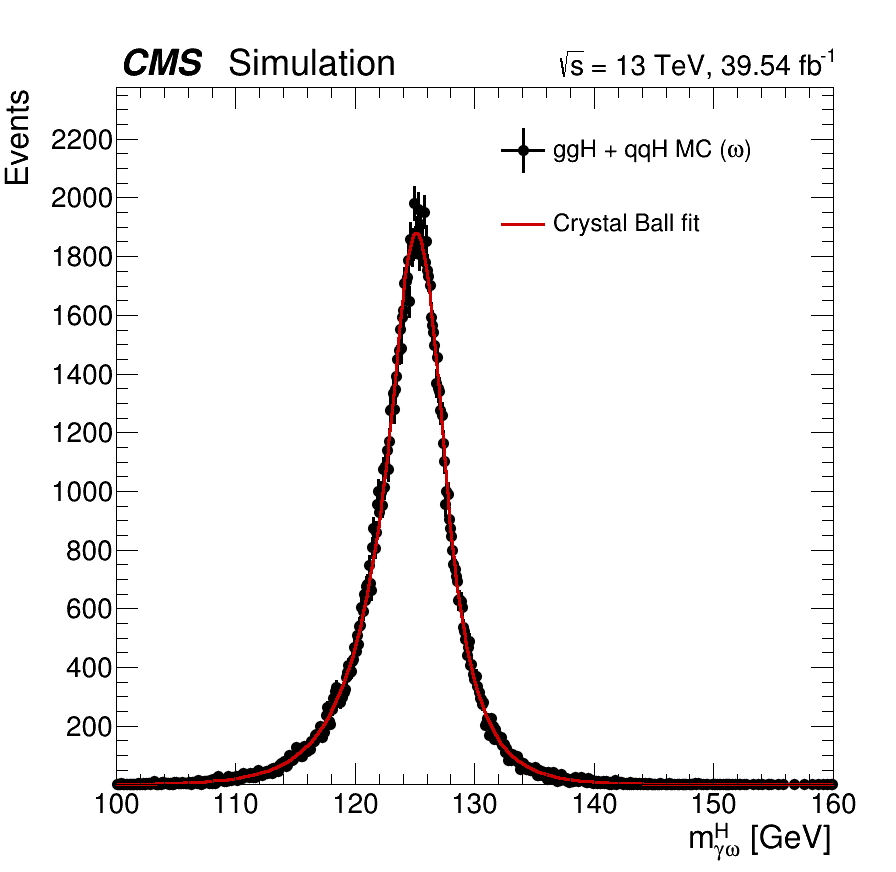 CMS Simulation
√s = 13 TeV, 39.54 fb⁻¹
Events
ggH + qqH MC (ω)
Crystal Ball fit
2200
2000
1800
1600
1400
1200
1000
800
600
400
200
100 110 120 130 140 150 160
m^H_γω [GeV]